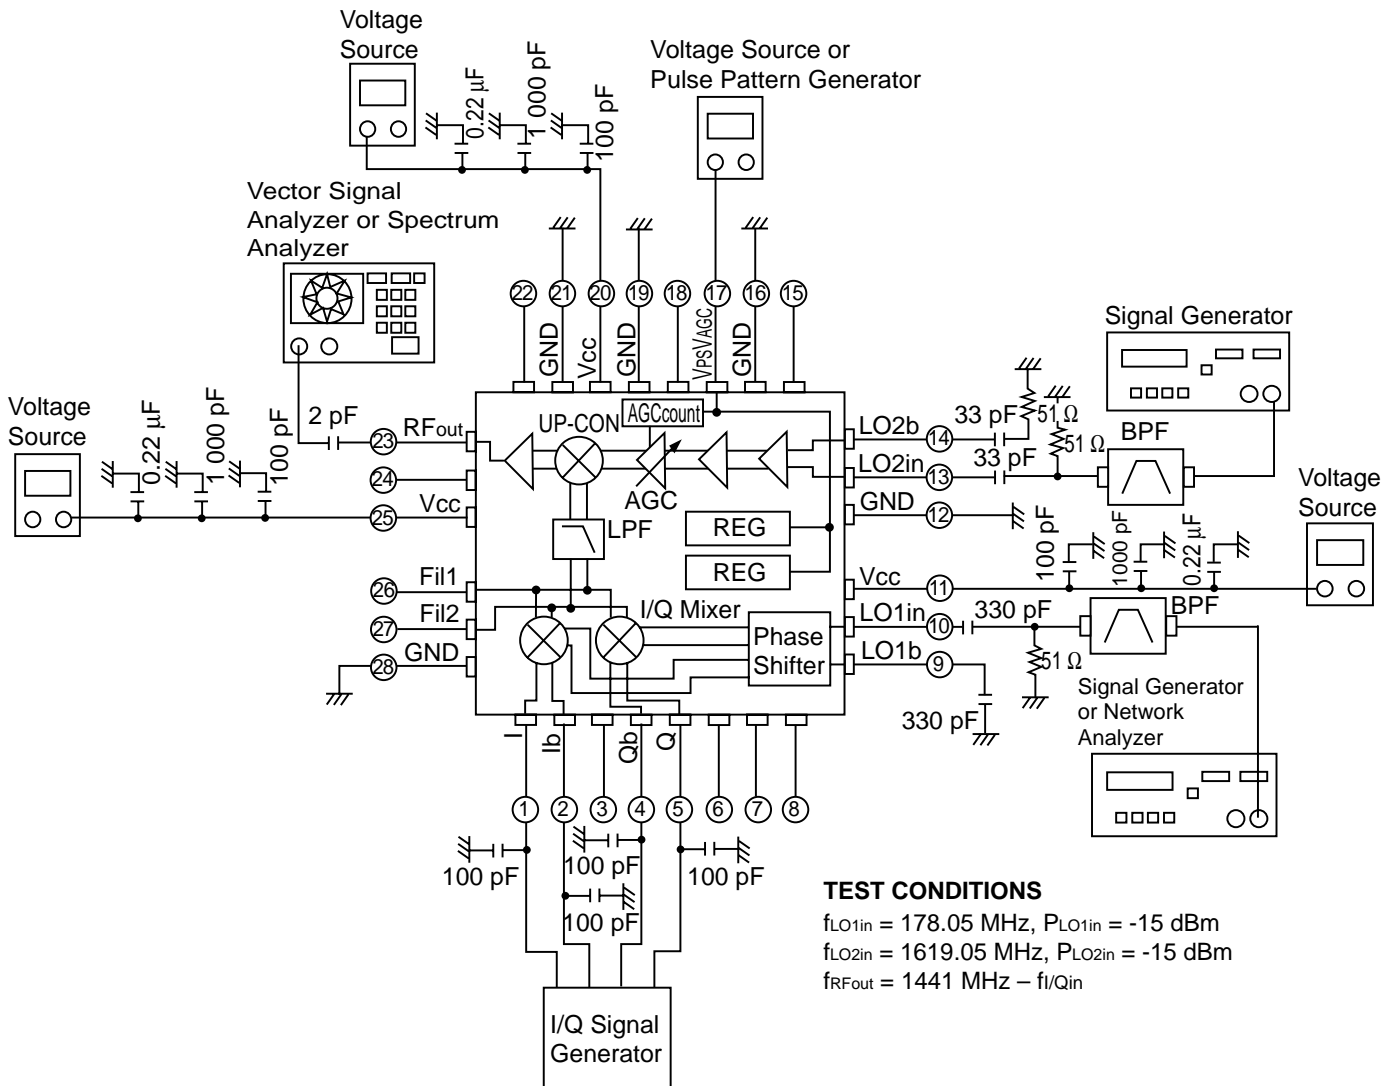 Voltage
Source
Voltage Source or
Pulse Pattern Generator
0.22 µF
1 000 pF
100 pF
Vector Signal
Analyzer or Spectrum
Analyzer
22
21
20
19
18
17
16
15
GND
Vcc
GND
VPSVAGC
GND
Signal Generator
Voltage
Source
0.22 µF
1 000 pF
100 pF
2 pF
23
RFout
UP-CON
AGCcount
AGC
LO2b
14
33 pF
51 Ω
51 Ω
BPF
24
LO2in
13
33 pF
25
Vcc
LPF
REG
REG
GND
12
Voltage
Source
100 pF
1000 pF
0.22 µF
26
Fil1
Vcc
11
27
Fil2
I/Q Mixer
Phase
Shifter
LO1in
10
330 pF
BPF
28
GND
LO1b
9
51 Ω
330 pF
Signal Generator
or Network
Analyzer
I
Ib
Qb
Q
1
2
3
4
5
6
7
8
100 pF
100 pF
100 pF
100 pF
TEST CONDITIONS
fLO1in = 178.05 MHz, PLO1in = -15 dBm
fLO2in = 1619.05 MHz, PLO2in = -15 dBm
fRFout = 1441 MHz – fI/Qin
I/Q Signal
Generator